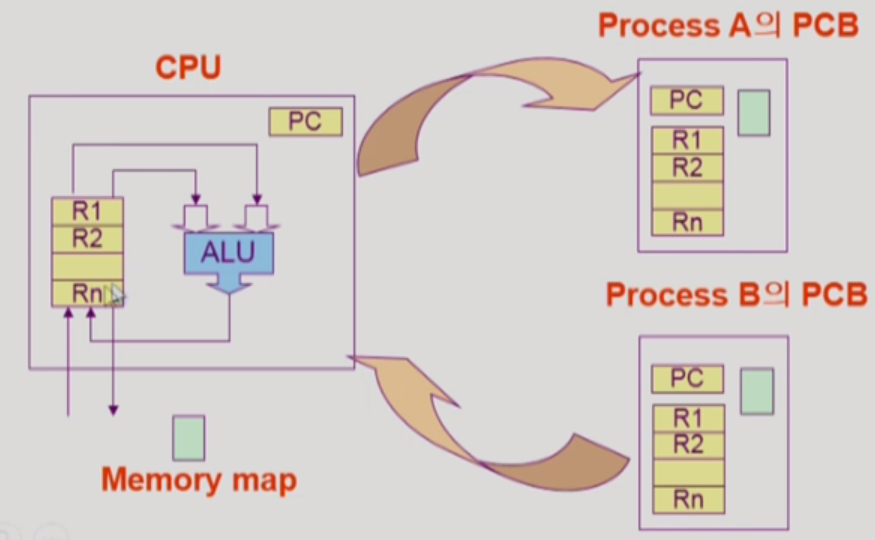 CPU
PC
R1
R2
Rn
ALU
Memory map
Process A의 PCB
PC
R1
R2
Rn
Process B의 PCB
PC
R1
R2
Rn